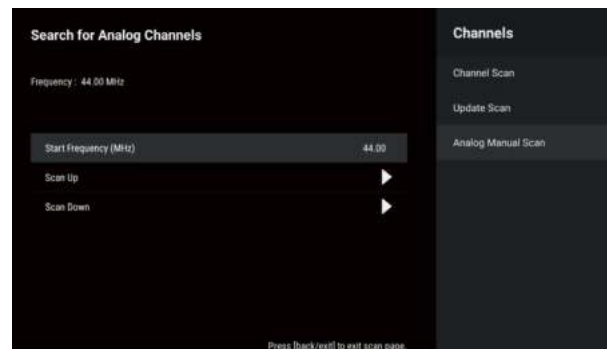 Search for Analog Channels
Frequency : 44.00 MHz
Start Frequency (MHz) 44.00
Scan Up
Scan Down
Press [back/exit] to exit scan page.
Channels
Channel Scan
Update Scan
Analog Manual Scan